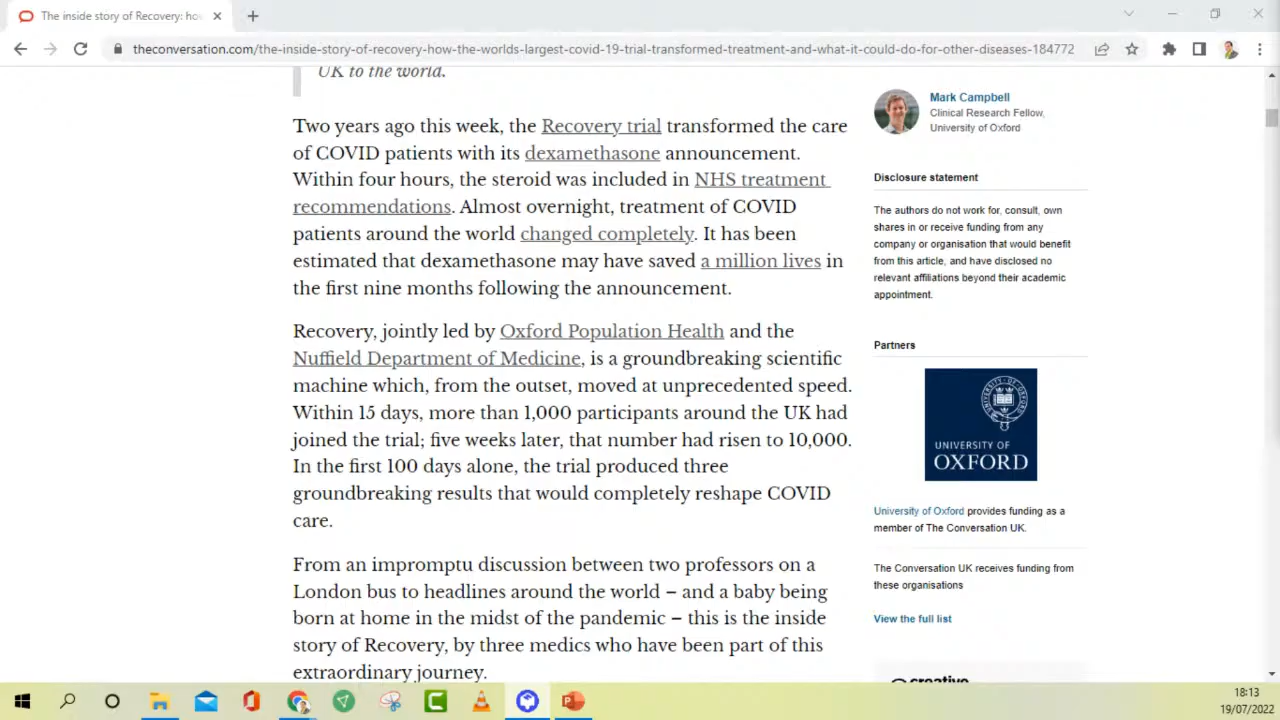 The inside story of Recovery: ho
theconversation.com/the-inside-story-of-recovery-how-the-worlds-largest-covid-19-trial-transformed-treatment-and-what-it-could-do-for-other-diseases-184772
UK to the world.
Two years ago this week, the Recovery trial transformed the care
of COVID patients with its dexamethasone announcement.
Within four hours, the steroid was included in NHS treatment
recommendations. Almost overnight, treatment of COVID
patients around the world changed completely. It has been
estimated that dexamethasone may have saved a million lives in
the first nine months following the announcement.
Recovery, jointly led by Oxford Population Health and the
Nuffield Department of Medicine, is a groundbreaking scientific
machine which, from the outset, moved at unprecedented speed.
Within 15 days, more than 1,000 participants around the UK had
joined the trial; five weeks later, that number had risen to 10,000.
In the first 100 days alone, the trial produced three
groundbreaking results that would completely reshape COVID
care.
From an impromptu discussion between two professors on a
London bus to headlines around the world – and a baby being
born at home in the midst of the pandemic – this is the inside
story of Recovery, by three medics who have been part of this
extraordinary journey.
Mark Campbell
Clinical Research Fellow,
University of Oxford
Disclosure statement
The authors do not work for, consult, own
shares in or receive funding from any
company or organisation that would benefit
from this article, and have disclosed no
relevant affiliations beyond their academic
appointment.
Partners
UNIVERSITY OF
OXFORD
University of Oxford provides funding as a
member of The Conversation UK.
The Conversation UK receives funding from
these organisations
View the full list
creative
18:13
19/07/2022